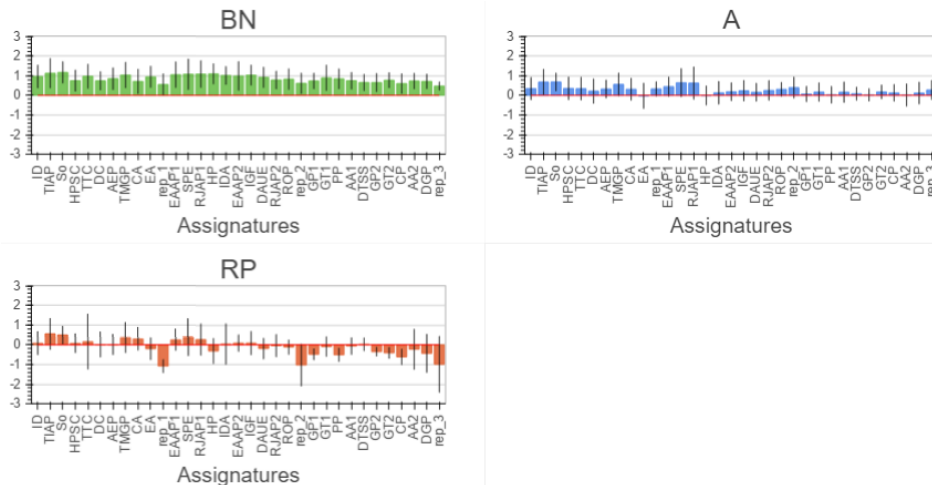 BN
3
2
1
0
-1
-2
-3
ID TIAP So HPSC TTC DC AEP TMGP CA EA rep_1 EAAP1 SPE RJAP1 HP IDA EAAP2 IGF DAUE RJAP2 ROP rep_2 GP1 GT1 PP AA1 DTSS GP2 GT2 CP AA2 DGP rep_3
Assignatures
A
3
2
1
0
-1
-2
-3
ID TIAP So HPSC TTC DC AEP TMGP CA EA rep_1 EAAP1 SPE RJAP1 HP IDA EAAP2 IGF DAUE RJAP2 ROP rep_2 GP1 GT1 PP AA1 DTSS GP2 GT2 CP AA2 DGP rep_3
Assignatures
RP
3
2
1
0
-1
-2
-3
ID TIAP So HPSC TTC DC AEP TMGP CA EA rep_1 EAAP1 SPE RJAP1 HP IDA EAAP2 IGF DAUE RJAP2 ROP rep_2 GP1 GT1 PP AA1 DTSS GP2 GT2 CP AA2 DGP rep_3
Assignatures